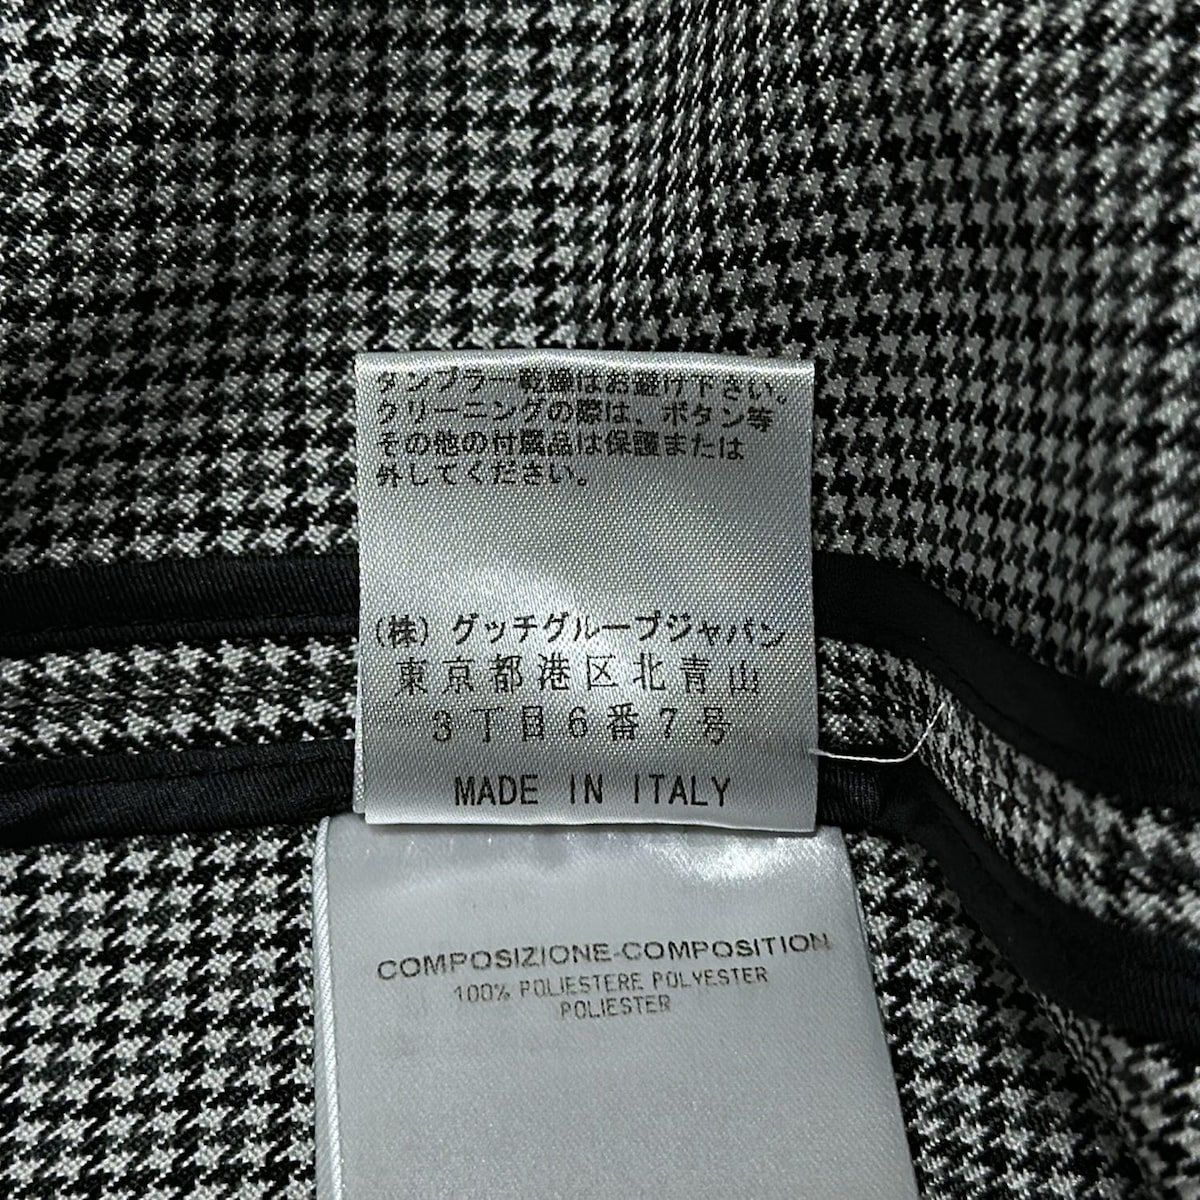 タンブラー乾燥はお避け下さい。
クリーニングの際は、ボタン等
その他の付属品は保護または
外してください。
(株) グッチグループジャパン
東京都港区北青山
3丁目6番7号
MADE IN ITALY
COMPOSIZIONE-COMPOSITION
100% POLIESTERE POLYESTER
POLIESTER